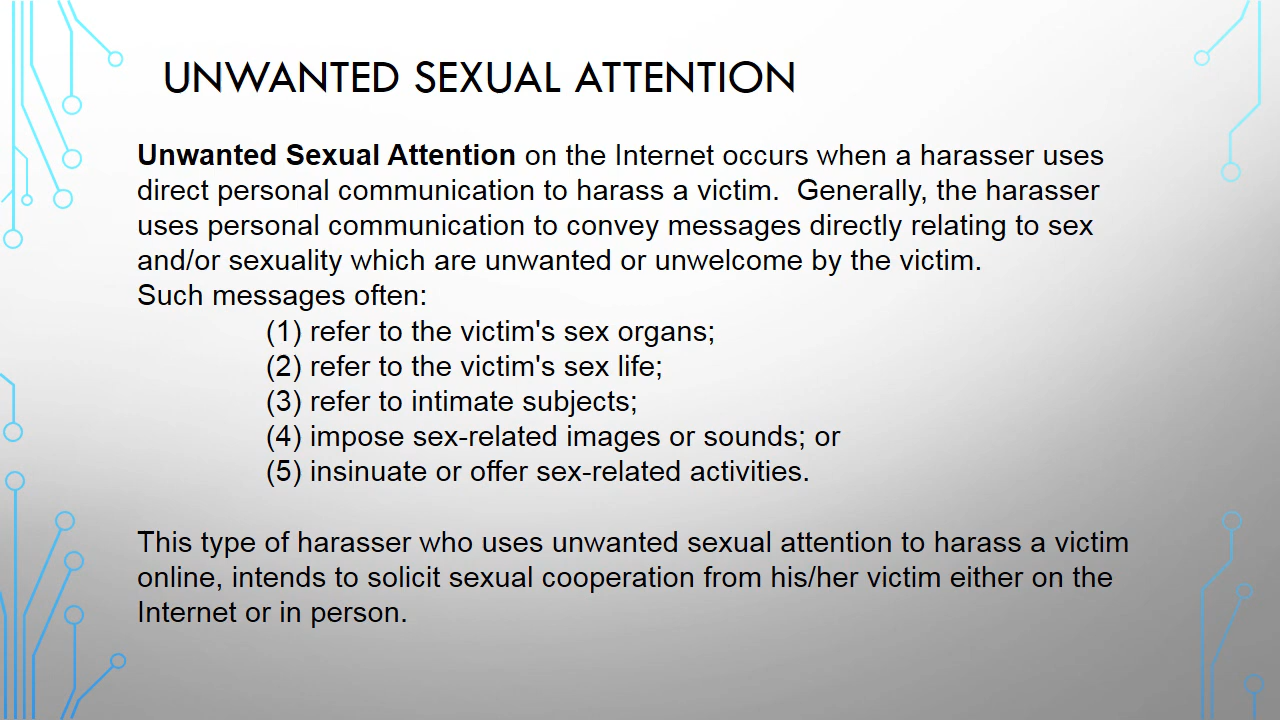 UNWANTED SEXUAL ATTENTION
Unwanted Sexual Attention on the Internet occurs when a harasser uses
direct personal communication to harass a victim.  Generally, the harasser
uses personal communication to convey messages directly relating to sex
and/or sexuality which are unwanted or unwelcome by the victim.
Such messages often:
(1) refer to the victim's sex organs;
(2) refer to the victim's sex life;
(3) refer to intimate subjects;
(4) impose sex-related images or sounds; or
(5) insinuate or offer sex-related activities.
This type of harasser who uses unwanted sexual attention to harass a victim
online, intends to solicit sexual cooperation from his/her victim either on the
Internet or in person.